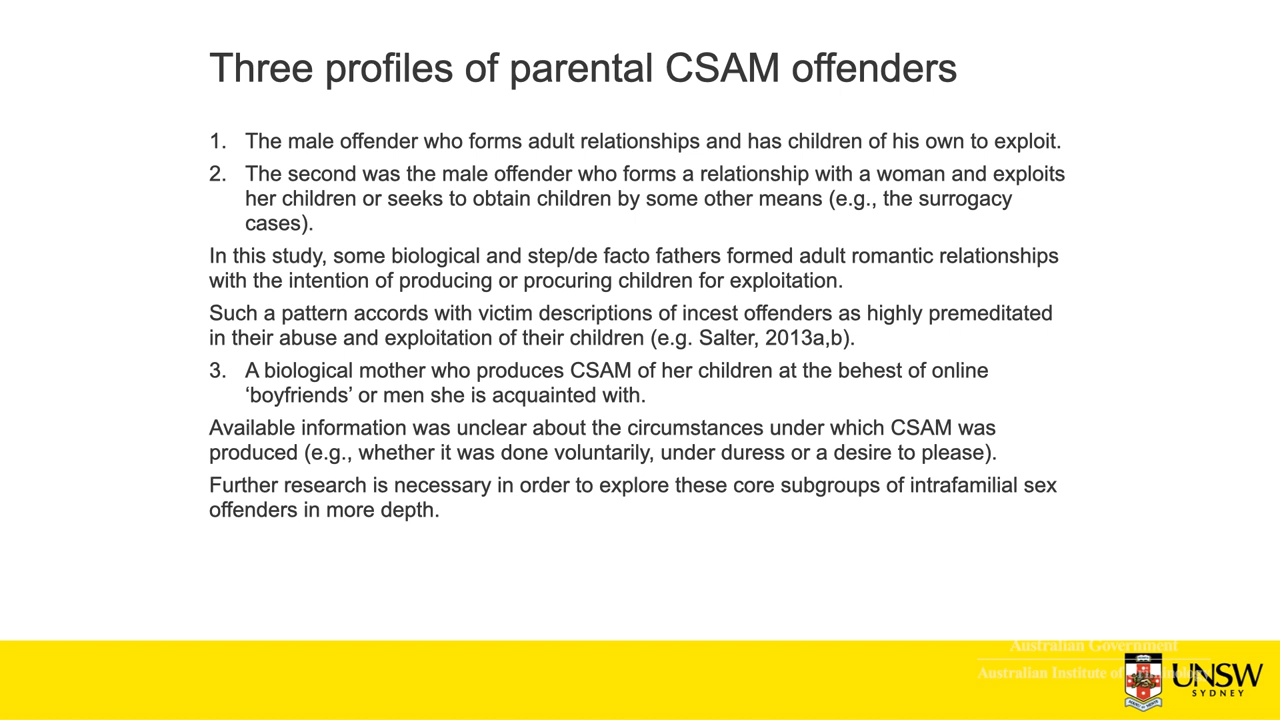 Three profiles of parental CSAM offenders
1. The male offender who forms adult relationships and has children of his own to exploit.
2. The second was the male offender who forms a relationship with a woman and exploits
her children or seeks to obtain children by some other means (e.g., the surrogacy
cases).
In this study, some biological and step/de facto fathers formed adult romantic relationships
with the intention of producing or procuring children for exploitation.
Such a pattern accords with victim descriptions of incest offenders as highly premeditated
in their abuse and exploitation of their children (e.g. Salter, 2013a,b).
3. A biological mother who produces CSAM of her children at the behest of online
‘boyfriends’ or men she is acquainted with.
Available information was unclear about the circumstances under which CSAM was
produced (e.g., whether it was done voluntarily, under duress or a desire to please).
Further research is necessary in order to explore these core subgroups of intrafamilial sex
offenders in more depth.
Australian Government
Australian Institute of
UNSW
SYDNEY